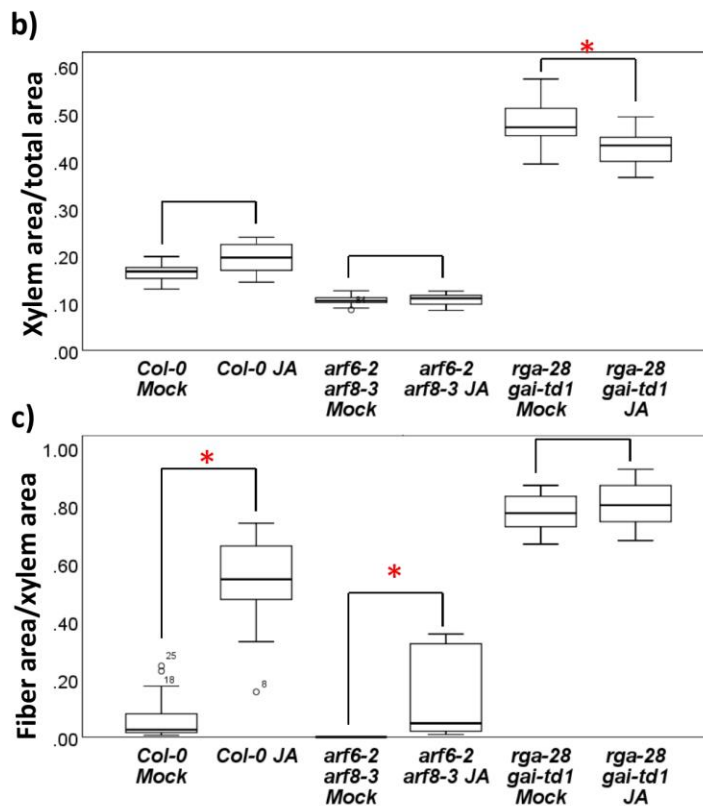 b)
Xylem area/total area
.60
.50
.40
.30
.20
.10
.00
*
Col-0
Mock
Col-0 JA
arf6-2
arf8-3
Mock
arf6-2
arf8-3 JA
rga-28
gai-td1
Mock
rga-28
gai-td1
JA
c)
Fiber area/xylem area
1.00
.80
.60
.40
.20
.00
*
*
25
18
8
Col-0
Mock
Col-0 JA
arf6-2
arf8-3
Mock
arf6-2
arf8-3 JA
rga-28
gai-td1
Mock
rga-28
gai-td1
JA